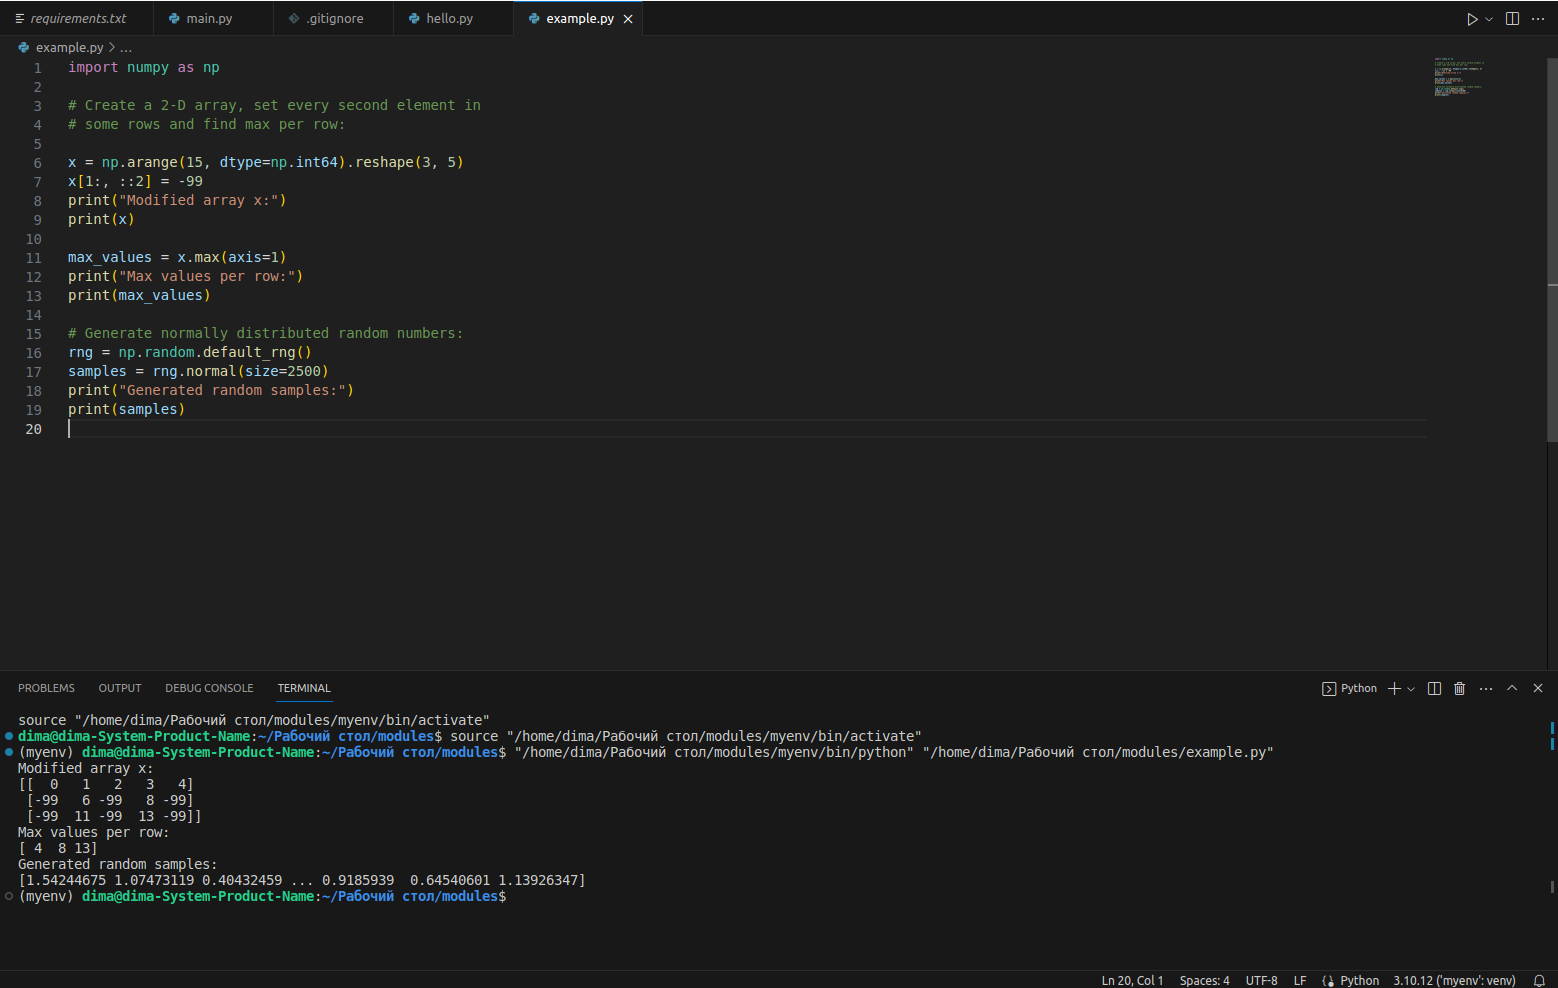 requirements.txt main.py .gitignore hello.py example.py
example.py > ...
1 import numpy as np
2
3 # Create a 2-D array, set every second element in
4 # some rows and find max per row:
5
6 x = np.arange(15, dtype=np.int64).reshape(3, 5)
7 x[1:, ::2] = -99
8 print("Modified array x:")
9 print(x)
10
11 max_values = x.max(axis=1)
12 print("Max values per row:")
13 print(max_values)
14
15 # Generate normally distributed random numbers:
16 rng = np.random.default_rng()
17 samples = rng.normal(size=2500)
18 print("Generated random samples:")
19 print(samples)
20
PROBLEMS OUTPUT DEBUG CONSOLE TERMINAL Python
source "/home/dima/Рабочий стол/modules/myenv/bin/activate"
dima@dima-System-Product-Name:~/Рабочий стол/modules$ source "/home/dima/Рабочий стол/modules/myenv/bin/activate"
(myenv) dima@dima-System-Product-Name:~/Рабочий стол/modules$ "/home/dima/Рабочий стол/modules/myenv/bin/python" "/home/dima/Рабочий стол/modules/example.py"
Modified array x:
[[  0   1   2   3   4]
 [-99   6 -99   8 -99]
 [-99  11 -99  13 -99]]
Max values per row:
[ 4  8 13]
Generated random samples:
[1.54244675 1.07473119 0.40432459 ... 0.9185939  0.64540601 1.13926347]
(myenv) dima@dima-System-Product-Name:~/Рабочий стол/modules$
Ln 20, Col 1 Spaces: 4 UTF-8 LF Python 3.10.12 ('myenv': venv)